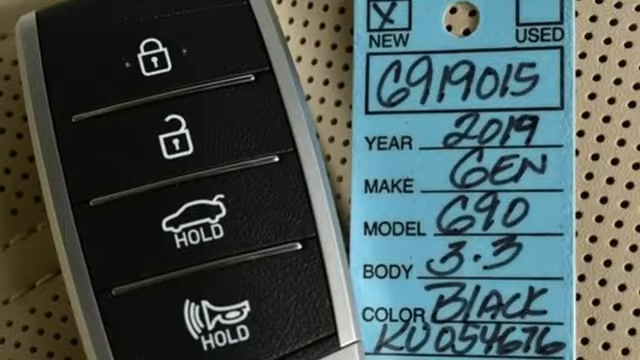 HOLD
HOLD
X
NEW USED
G919015
YEAR 2019
MAKE GEN
MODEL G90
BODY 3.3
COLOR BLACK
KU054676